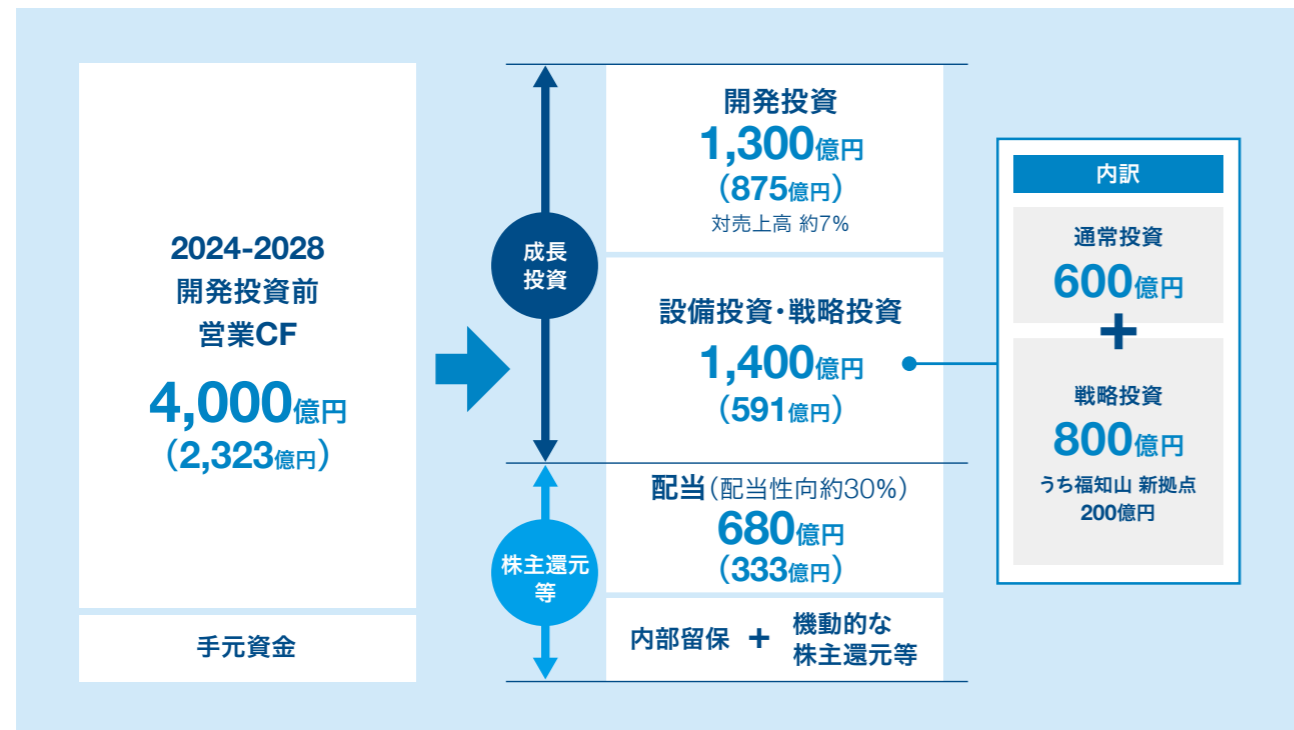 2024-2028
開発投資前
営業CF
4,000億円
（2,323億円）
手元資金
成長
投資
株主還元
等
開発投資
1,300億円
（875億円）
対売上高 約7%
設備投資・戦略投資
1,400億円
（591億円）
配当（配当性向約30%）
680億円
（333億円）
内部留保 + 機動的な
株主還元等
内訳
通常投資
600億円
+
戦略投資
800億円
うち福知山 新拠点
200億円